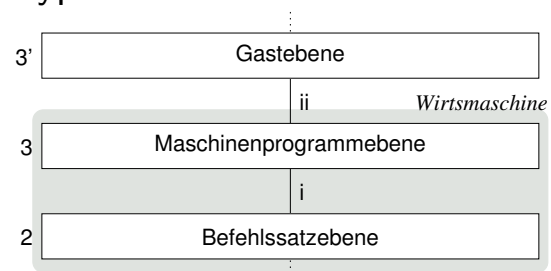 3’ Gastebene
ii Wirtsmaschine
3 Maschinenprogrammebene
i
2 Befehlssatzebene